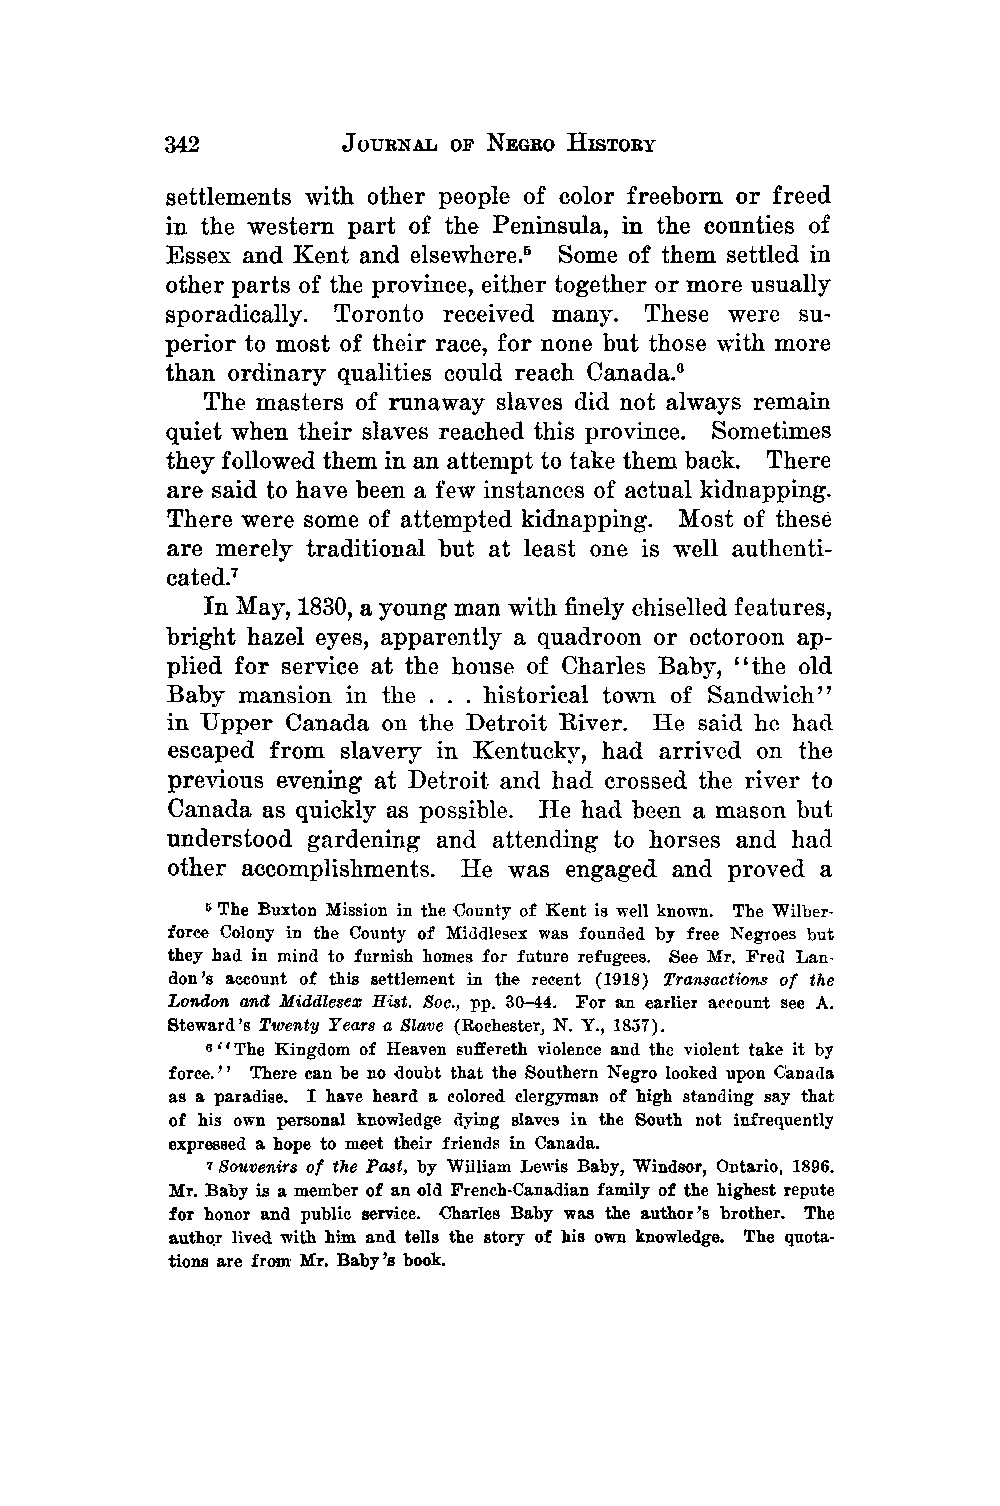 342 JOURNAL OF NEGRO HISTORY
settlements with other people of color freeborn or freed
in the western part of the Peninsula, in the counties of
Essex and Kent and elsewhere.⁵ Some of them settled in
other parts of the province, either together or more usually
sporadically. Toronto received many. These were su-
perior to most of their race, for none but those with more
than ordinary qualities could reach Canada.⁶
The masters of runaway slaves did not always remain
quiet when their slaves reached this province. Sometimes
they followed them in an attempt to take them back. There
are said to have been a few instances of actual kidnapping.
There were some of attempted kidnapping. Most of these
are merely traditional but at least one is well authenti-
cated.⁷
In May, 1830, a young man with finely chiselled features,
bright hazel eyes, apparently a quadroon or octoroon ap-
plied for service at the house of Charles Baby, "the old
Baby mansion in the . . . historical town of Sandwich"
in Upper Canada on the Detroit River. He said he had
escaped from slavery in Kentucky, had arrived on the
previous evening at Detroit and had crossed the river to
Canada as quickly as possible. He had been a mason but
understood gardening and attending to horses and had
other accomplishments. He was engaged and proved a
⁵ The Buxton Mission in the County of Kent is well known. The Wilber-
force Colony in the County of Middlesex was founded by free Negroes but
they had in mind to furnish homes for future refugees. See Mr. Fred Lan-
don's account of this settlement in the recent (1918) Transactions of the
London and Middlesex Hist. Soc., pp. 30–44. For an earlier account see A.
Steward's Twenty Years a Slave (Rochester, N. Y., 1857).
⁶ "The Kingdom of Heaven suffereth violence and the violent take it by
force." There can be no doubt that the Southern Negro looked upon Canada
as a paradise. I have heard a colored clergyman of high standing say that
of his own personal knowledge dying slaves in the South not infrequently
expressed a hope to meet their friends in Canada.
⁷ Souvenirs of the Past, by William Lewis Baby, Windsor, Ontario, 1896.
Mr. Baby is a member of an old French-Canadian family of the highest repute
for honor and public service. Charles Baby was the author's brother. The
author lived with him and tells the story of his own knowledge. The quota-
tions are from Mr. Baby's book.